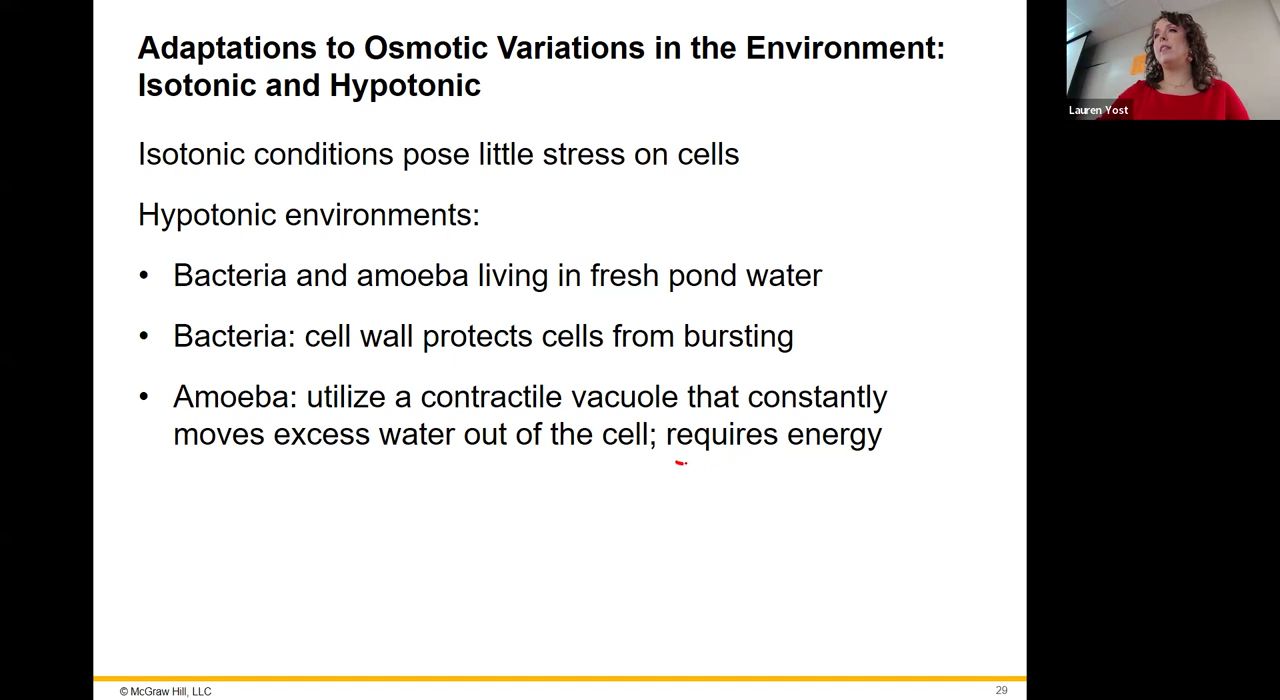 Adaptations to Osmotic Variations in the Environment:
Isotonic and Hypotonic
Isotonic conditions pose little stress on cells
Hypotonic environments:
• Bacteria and amoeba living in fresh pond water
• Bacteria: cell wall protects cells from bursting
• Amoeba: utilize a contractile vacuole that constantly
moves excess water out of the cell; requires energy
© McGraw Hill, LLC
29
Lauren Yost